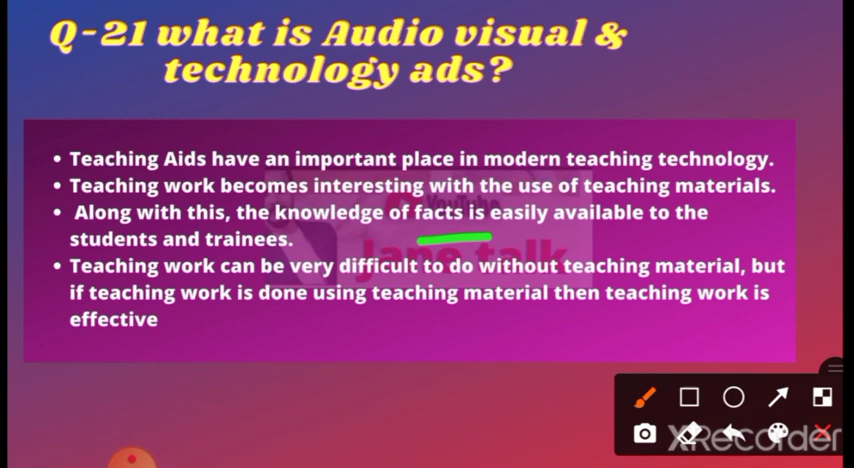 Q-21 what is Audio visual &
technology ads?
• Teaching Aids have an important place in modern teaching technology.
• Teaching work becomes interesting with the use of teaching materials.
• Along with this, the knowledge of facts is easily available to the
students and trainees.
• Teaching work can be very difficult to do without teaching material, but
if teaching work is done using teaching material then teaching work is
effective
YouTube
Jane talk
XRecorder